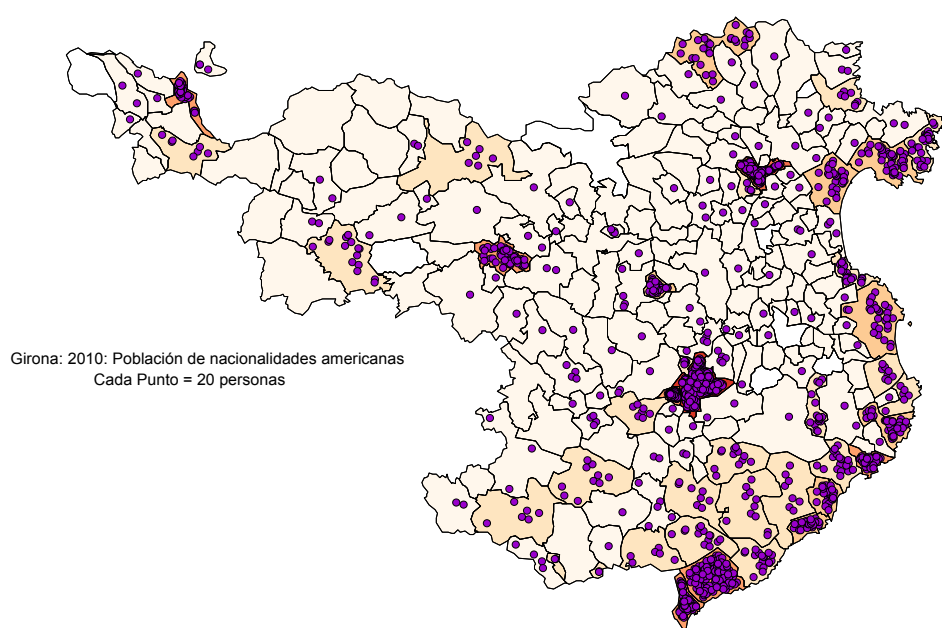 Girona: 2010: Población de nacionalidades americanas
Cada Punto = 20 personas